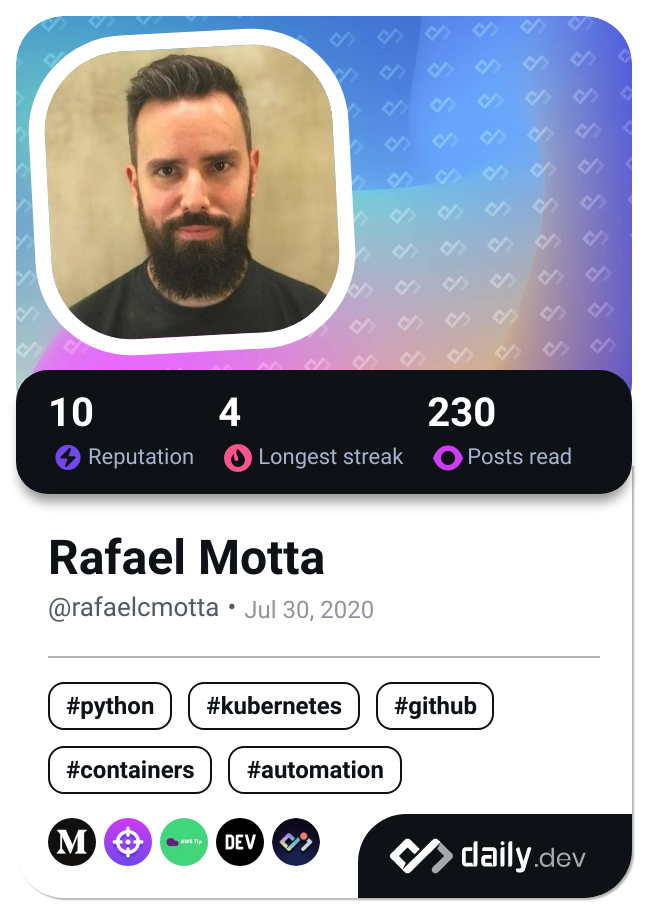 10 4 230
Reputation Longest streak Posts read
Rafael Motta
@rafaelcmotta • Jul 30, 2020
#python #kubernetes #github
#containers #automation
M AWS Tip DEV
daily.dev